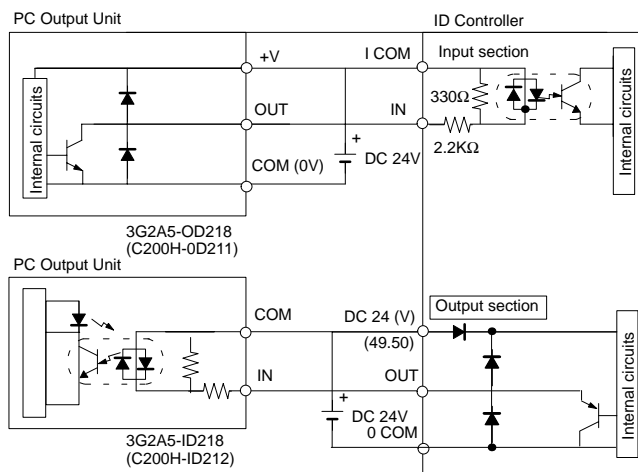 PC Output Unit
ID Controller
+V
I COM
Input section
Internal circuits
OUT
IN
330Ω
2.2KΩ
Internal circuits
COM (0V)
+
DC 24V
3G2A5-OD218
(C200H-0D211)
PC Output Unit
COM
DC 24 (V)
(49.50)
Output section
IN
OUT
+
DC 24V
0 COM
Internal circuits
3G2A5-ID218
(C200H-ID212)